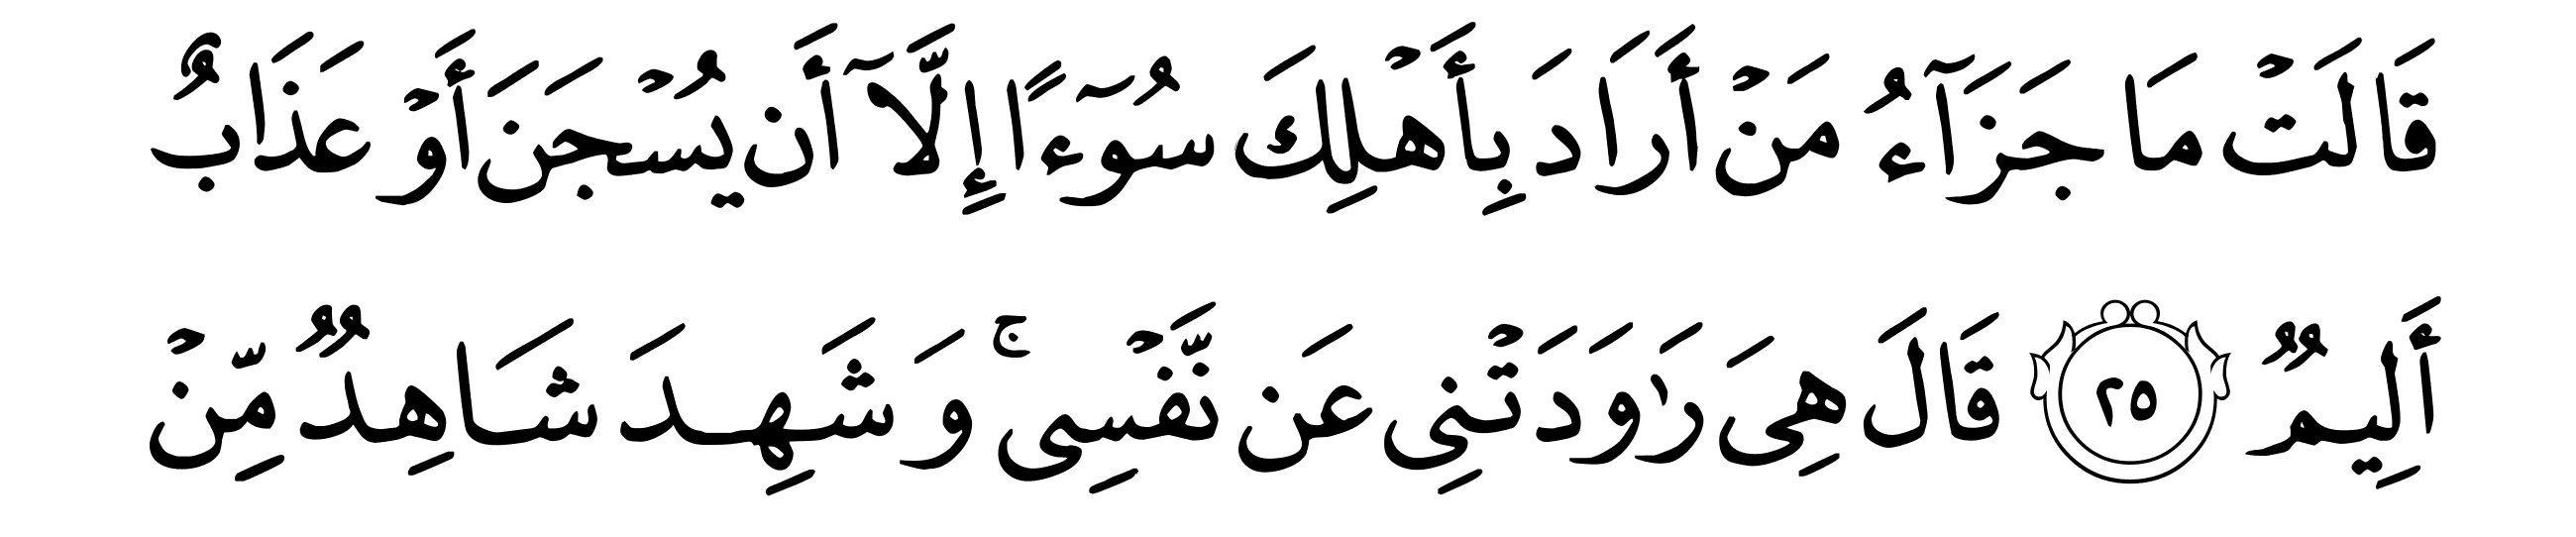 قَالَتْ مَا جَزَآءُ مَنْ أَرَادَ بِأَهْلِكَ سُوٓءًا إِلَّآ أَن يُسْجَنَ أَوْ عَذَابٌ
أَلِيمٌ ٢٥ قَالَ هِىَ رَٰوَدَتْنِى عَن نَّفْسِى ۚ وَشَهِدَ شَاهِدٌ مِّنْ